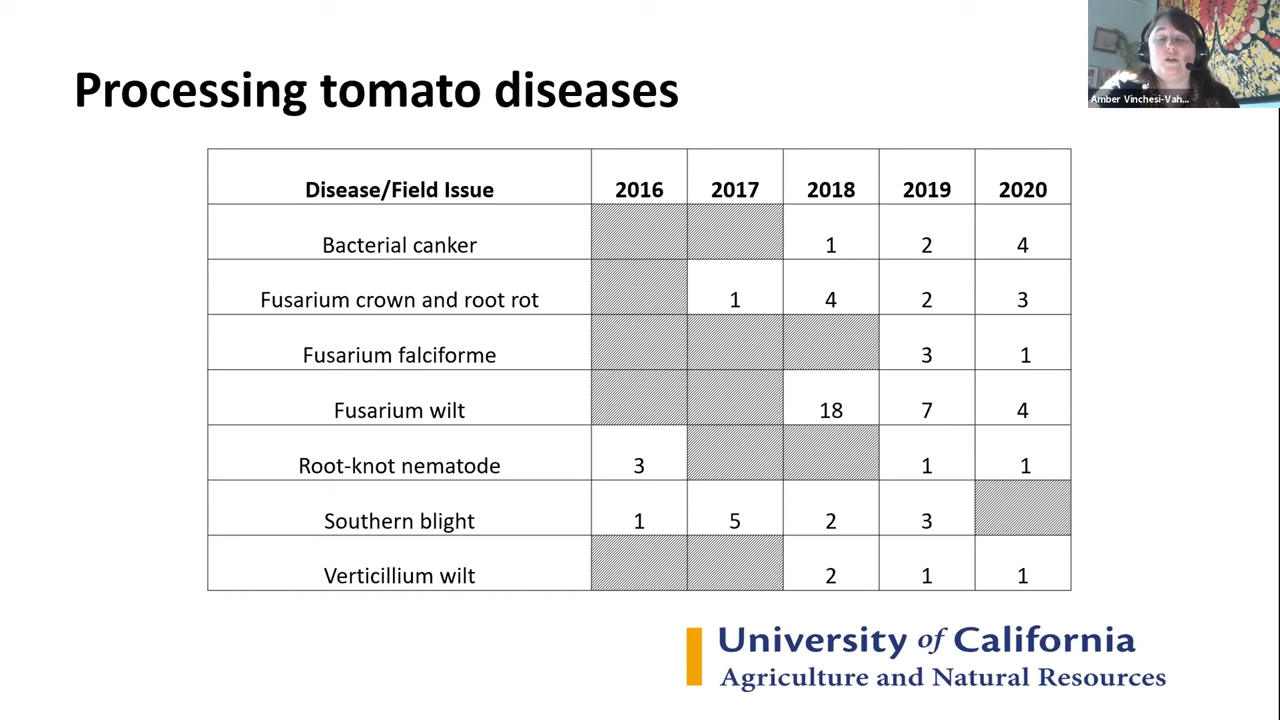 Processing tomato diseases
Amber Vinchesi-Vah...
Disease/Field Issue 2016 2017 2018 2019 2020
Bacterial canker 1 2 4
Fusarium crown and root rot 1 4 2 3
Fusarium falciforme 3 1
Fusarium wilt 18 7 4
Root-knot nematode 3 1 1
Southern blight 1 5 2 3
Verticillium wilt 2 1 1
University of California
Agriculture and Natural Resources